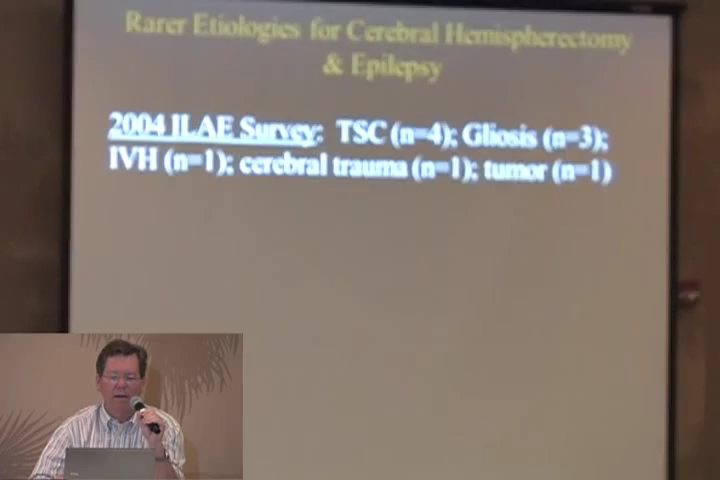 Rarer Etiologies for Cerebral Hemispherectomy
& Epilepsy
2004 ILAE Survey: TSC (n=4); Gliosis (n=3);
IVH (n=1); cerebral trauma (n=1); tumor (n=1)